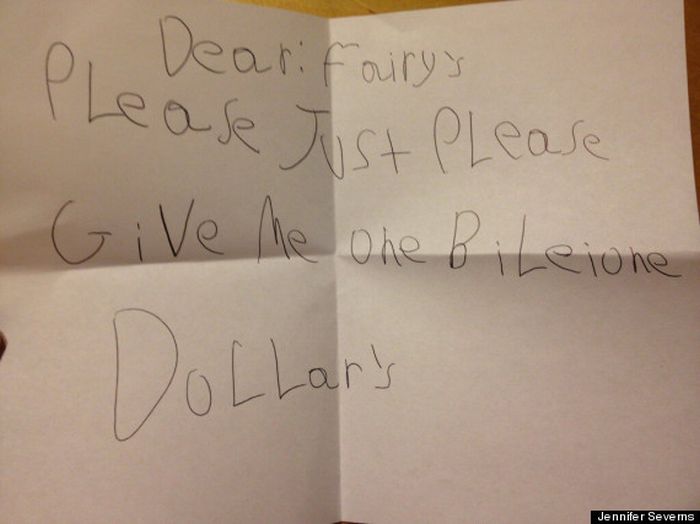 Dear: Fairy's
PLease Just PLease
GiVe Me one BiLeione
DoLLar's
Jennifer Severns